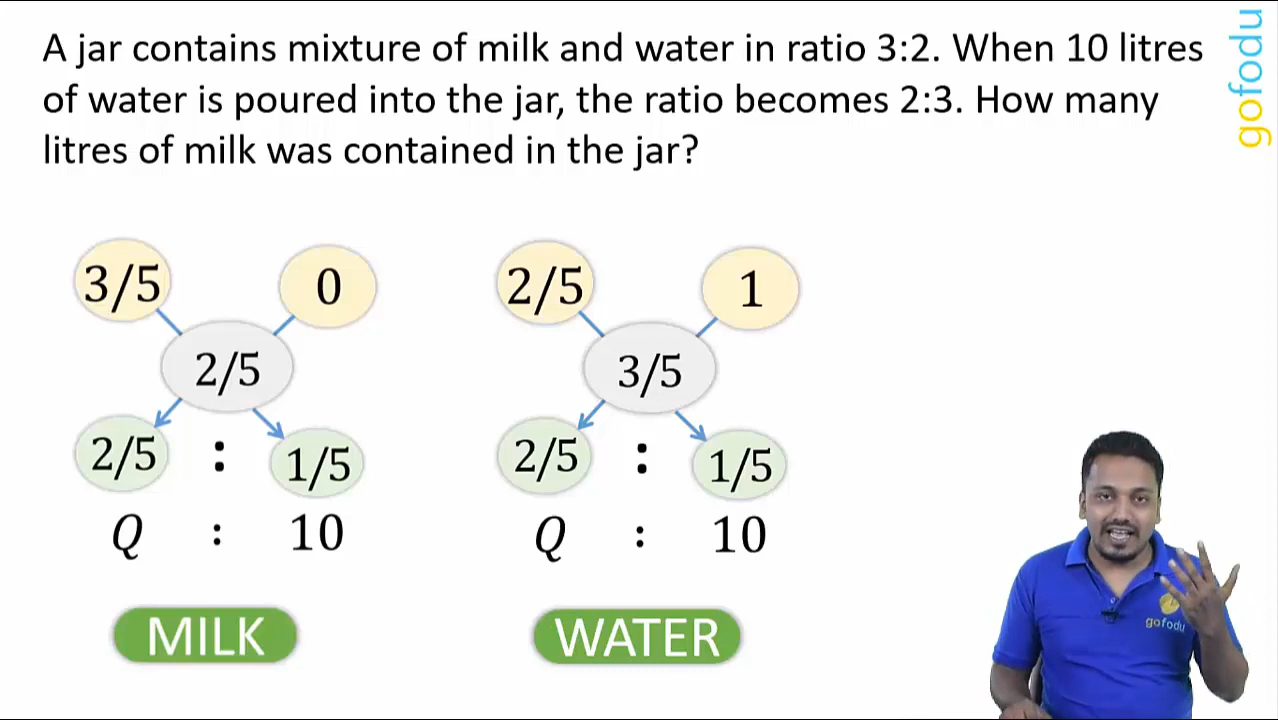 A jar contains mixture of milk and water in ratio 3:2. When 10 litres
of water is poured into the jar, the ratio becomes 2:3. How many
litres of milk was contained in the jar?
gofodu
3/5 0 2/5 1
2/5 3/5
2/5 : 1/5 2/5 : 1/5
Q : 10 Q : 10
MILK WATER
gofodu